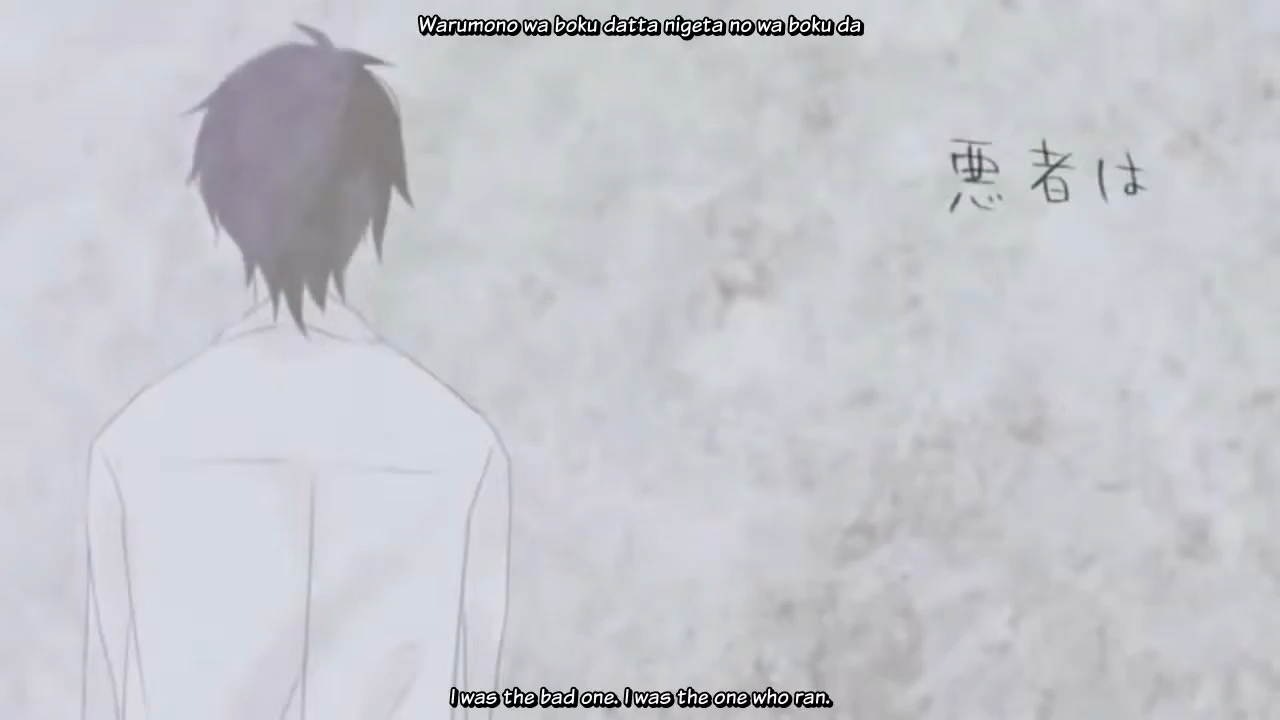 Warumono wa boku datta nigeta no wa boku da
悪者は
I was the bad one. I was the one who ran.